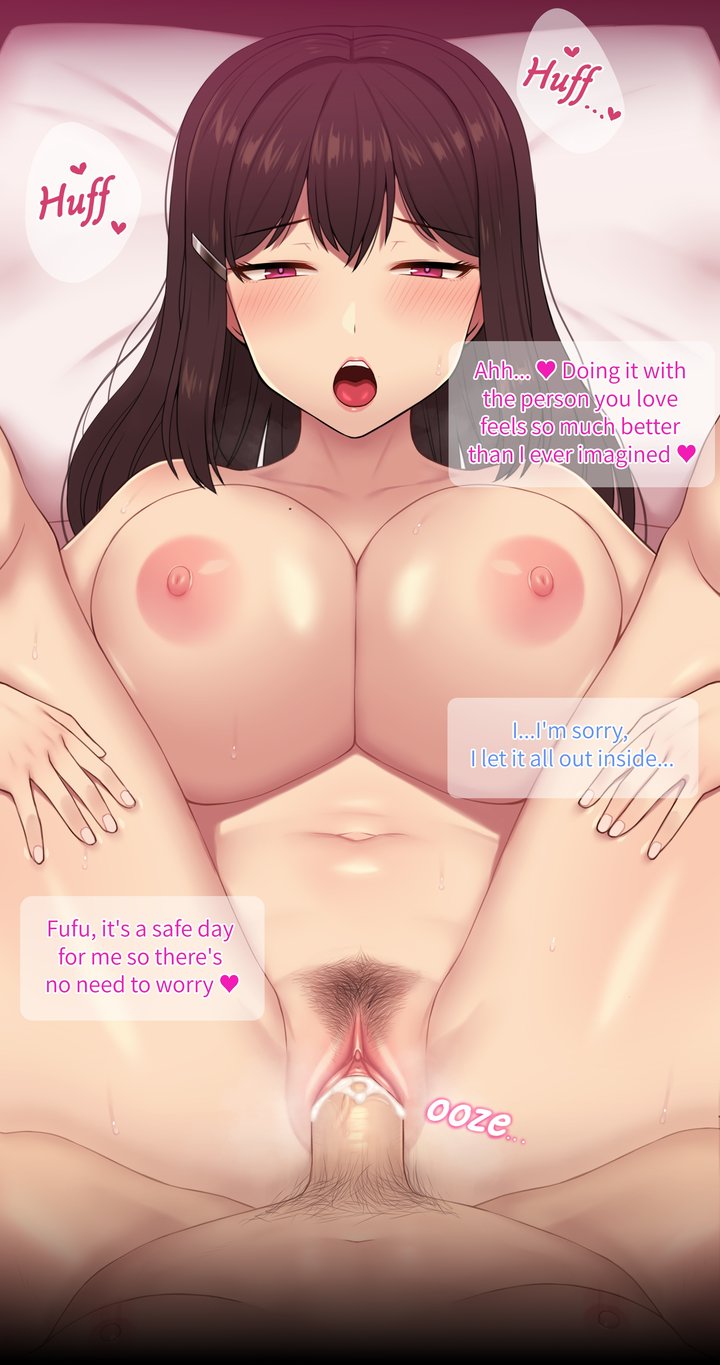 Huff...
Huff
Ahh... ♥ Doing it with
the person you love
feels so much better
than I ever imagined ♥
I...I'm sorry,
I let it all out inside...
Fufu, it's a safe day
for me so there's
no need to worry ♥
ooze...